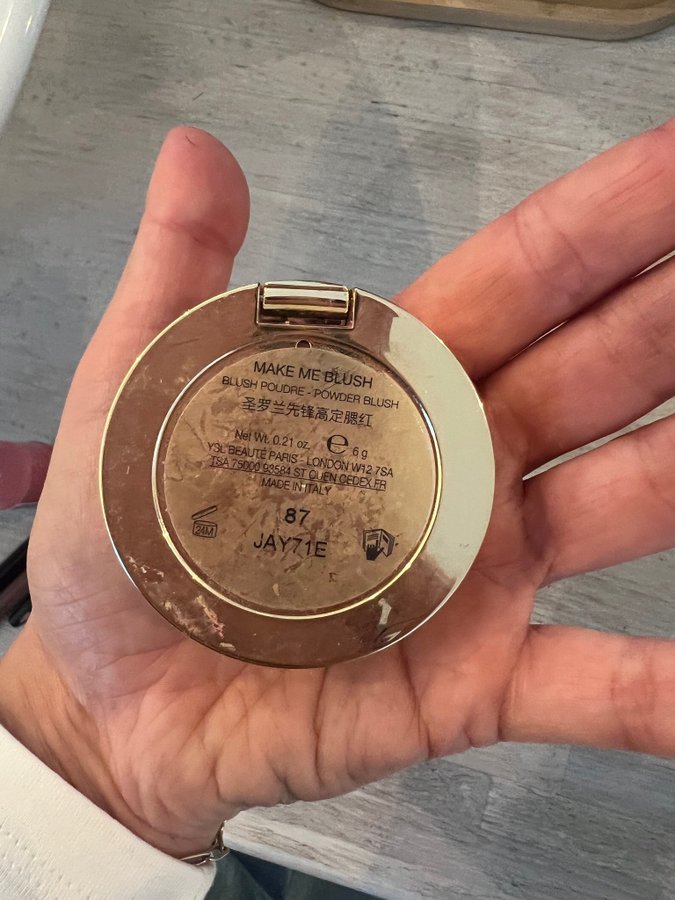 MAKE ME BLUSH
BLUSH POUDRE - POWDER BLUSH
圣罗兰先锋高定腮红
Net Wt. 0.21 oz. ℮ 6 g
YSL BEAUTÉ PARIS - LONDON W12 7SA
TSA 75000 93584 ST OUEN CEDEX FR
MADE IN ITALY
24M
87
JAY71E